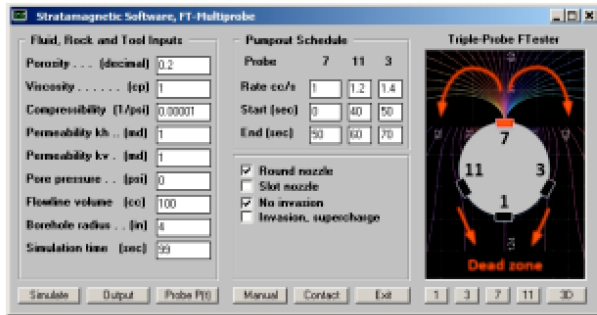 Stratamagnetic Software, FT-Multiprobe
Fluid, Rock and Tool Inputs
Porosity . . . (decimal) 0.2
Viscosity . . . . . . (cp) 1
Compressibility (1/psi) 0.00001
Permeability kh . . (md) 1
Permeability kv . (md) 1
Pore pressure . . (psi) 0
Flowline volume (cc) 100
Borehole radius . . (in) 4
Simulation time (sec) 99
Simulate Output Probe P(t)
Pumpout Schedule
Probe 7 11 3
Rate cc/s 1 1.2 1.4
Start (sec) 0 40 50
End (sec) 50 60 70
Round nozzle
Slot nozzle
No invasion
Invasion, supercharge
Manual Contact Exit
Triple-Probe FTester
7
11 3
1
Dead zone
1 3 7 11 3D